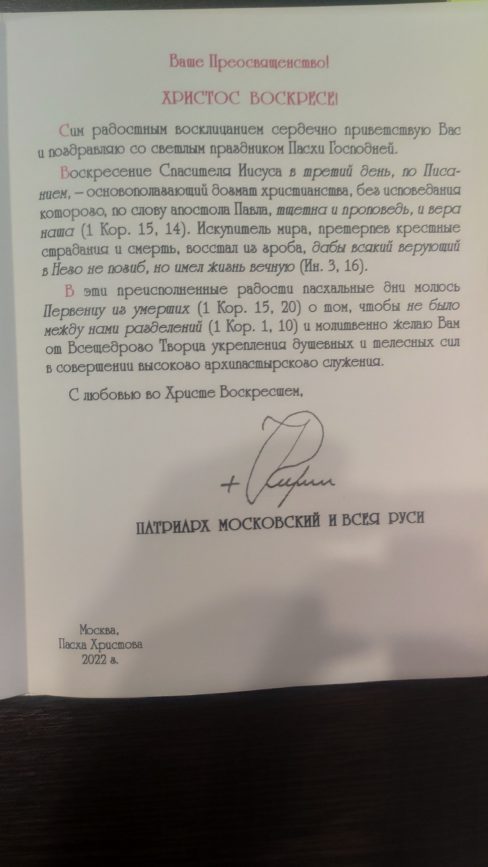 Ваше Преосвященство!
ХРИСТОС ВОСКРЕСЕ!
Сим радостным восклицанием сердечно приветствую Вас
и поздравляю со светлым праздником Пасхи Господней.
Воскресение Спасителя Иисуса в третий день, по Писа-
нием, – основополагающий догмат христианства, без исповедания
которого, по слову апостола Павла, тщетна и проповедь, и вера
наша (1 Кор. 15, 14). Искупитель мира, претерпев крестные
страдания и смерть, восстал из гроба, дабы всякий верующий
в Него не погиб, но имел жизнь вечную (Ин. 3, 16).
В эти преисполненные радости пасхальные дни молюсь
Первенцу из умерших (1 Кор. 15, 20) о том, чтобы не было
между нами разделений (1 Кор. 1, 10) и молитвенно желаю Вам
от Всещедрого Творца укрепления душевных и телесных сил
в совершении высокого архипастырского служения.
С любовью во Христе Воскресшем,
+ Кирилл
ПАТРИАРХ МОСКОВСКИЙ И ВСЕЯ РУСИ
Москва,
Пасха Христова
2022 г.